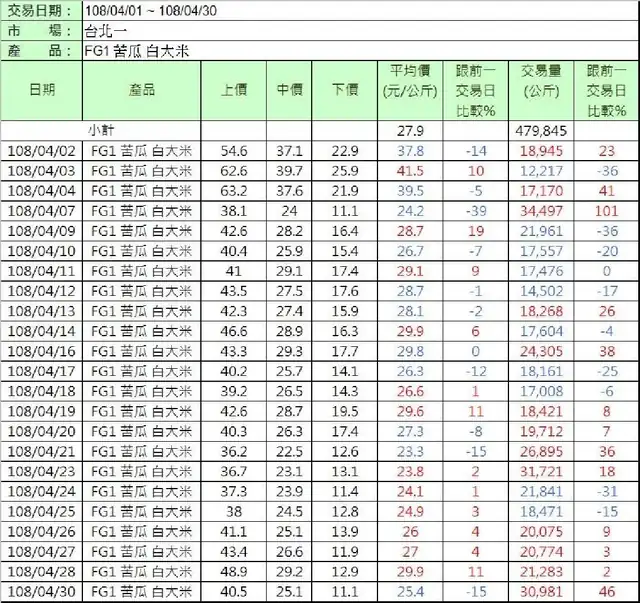 交易日期： 108/04/01 ~ 108/04/30
市　　場： 台北一
產　　品： FG1 苦瓜 白大米
日期 產品 上價 中價 下價 平均價(元/公斤) 跟前一交易日比較% 交易量(公斤) 跟前一交易日比較%
小計 27.9 479,845
108/04/02 FG1 苦瓜 白大米 54.6 37.1 22.9 37.8 -14 18,945 23
108/04/03 FG1 苦瓜 白大米 62.6 39.7 25.9 41.5 10 12,217 -36
108/04/04 FG1 苦瓜 白大米 63.2 37.6 21.9 39.5 -5 17,170 41
108/04/07 FG1 苦瓜 白大米 38.1 24 11.1 24.2 -39 34,497 101
108/04/09 FG1 苦瓜 白大米 42.6 28.2 16.4 28.7 19 21,961 -36
108/04/10 FG1 苦瓜 白大米 40.4 25.9 15.4 26.7 -7 17,557 -20
108/04/11 FG1 苦瓜 白大米 41 29.1 17.4 29.1 9 17,476 0
108/04/12 FG1 苦瓜 白大米 43.5 27.5 17.6 28.7 -1 14,502 -17
108/04/13 FG1 苦瓜 白大米 42.3 27.4 15.9 28.1 -2 18,268 26
108/04/14 FG1 苦瓜 白大米 46.6 28.9 16.3 29.9 6 17,604 -4
108/04/16 FG1 苦瓜 白大米 43.3 29.3 17.7 29.8 0 24,305 38
108/04/17 FG1 苦瓜 白大米 40.2 25.7 14.1 26.3 -12 18,161 -25
108/04/18 FG1 苦瓜 白大米 39.2 26.5 14.3 26.6 1 17,008 -6
108/04/19 FG1 苦瓜 白大米 42.6 28.7 19.5 29.6 11 18,421 8
108/04/20 FG1 苦瓜 白大米 40.3 26.3 17.4 27.3 -8 19,712 7
108/04/21 FG1 苦瓜 白大米 36.2 22.5 12.6 23.3 -15 26,895 36
108/04/23 FG1 苦瓜 白大米 36.7 23.1 13.1 23.8 2 31,721 18
108/04/24 FG1 苦瓜 白大米 37.3 23.9 11.4 24.1 1 21,841 -31
108/04/25 FG1 苦瓜 白大米 38 24.5 12.8 24.9 3 18,471 -15
108/04/26 FG1 苦瓜 白大米 41.1 25.1 13.9 26 4 20,075 9
108/04/27 FG1 苦瓜 白大米 43.4 26.6 11.9 27 4 20,774 3
108/04/28 FG1 苦瓜 白大米 48.9 29.2 12.9 29.9 11 21,283 2
108/04/30 FG1 苦瓜 白大米 40.5 25.1 11.1 25.4 -15 30,981 46